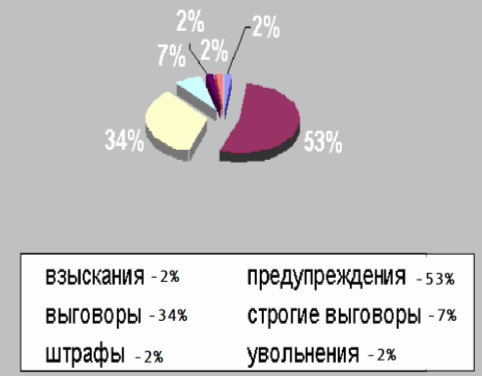 2%
2%
7%
2%
34%
53%
взыскания -2%
предупреждения -53%
выговоры -34%
строгие выговоры -7%
штрафы -2%
увольнения -2%